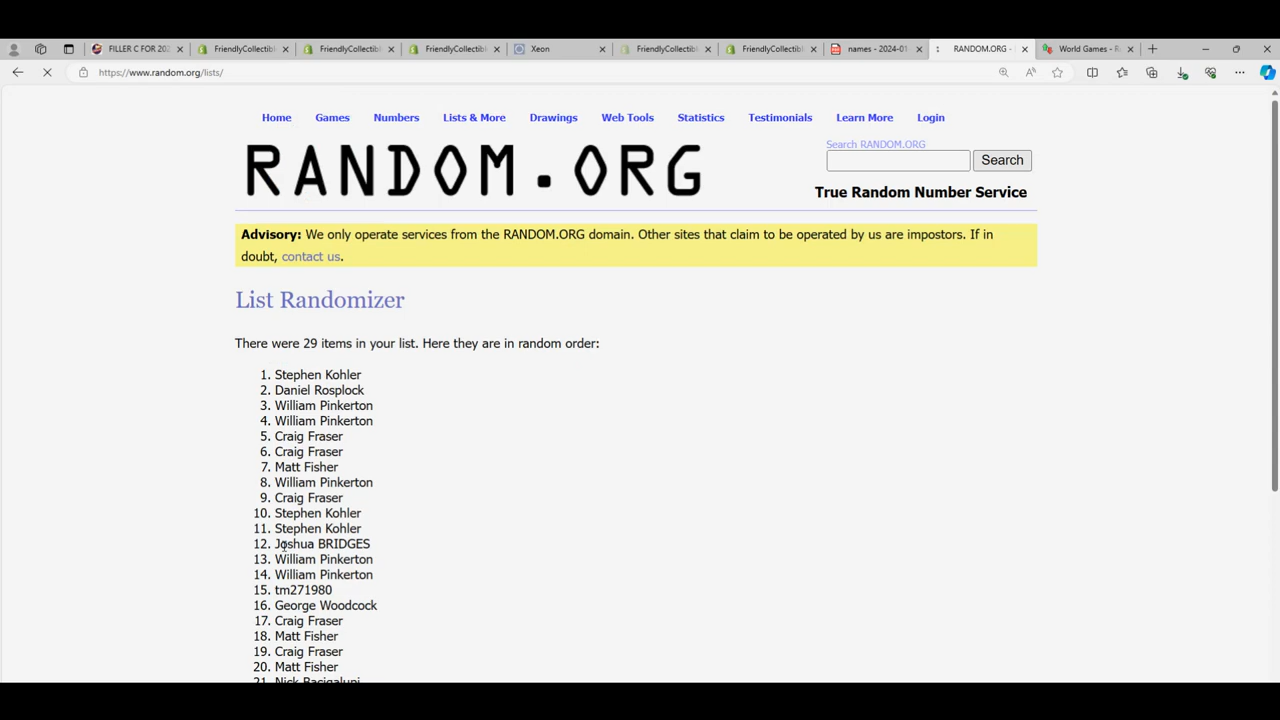 FILLER C FOR 202
FriendlyCollectibl
FriendlyCollectibl
FriendlyCollectibl
Xeon
FriendlyCollectibl
FriendlyCollectibl
names - 2024-01
RANDOM.ORG -
World Games - R
https://www.random.org/lists/
Home Games Numbers Lists & More Drawings Web Tools Statistics Testimonials Learn More Login
RANDOM.ORG
Search RANDOM.ORG
Search
True Random Number Service
Advisory: We only operate services from the RANDOM.ORG domain. Other sites that claim to be operated by us are impostors. If in
doubt, contact us.
List Randomizer
There were 29 items in your list. Here they are in random order:
1. Stephen Kohler
2. Daniel Rosplock
3. William Pinkerton
4. William Pinkerton
5. Craig Fraser
6. Craig Fraser
7. Matt Fisher
8. William Pinkerton
9. Craig Fraser
10. Stephen Kohler
11. Stephen Kohler
12. Joshua BRIDGES
13. William Pinkerton
14. William Pinkerton
15. tm271980
16. George Woodcock
17. Craig Fraser
18. Matt Fisher
19. Craig Fraser
20. Matt Fisher
21. Nick Bacigalupi